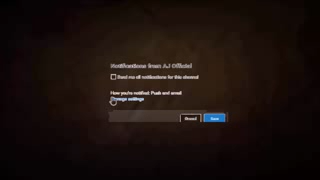 Notifications from AJ Official
Send me all notifications for this channel
How you're notified: Push and email
Change settings
Cancel
Save